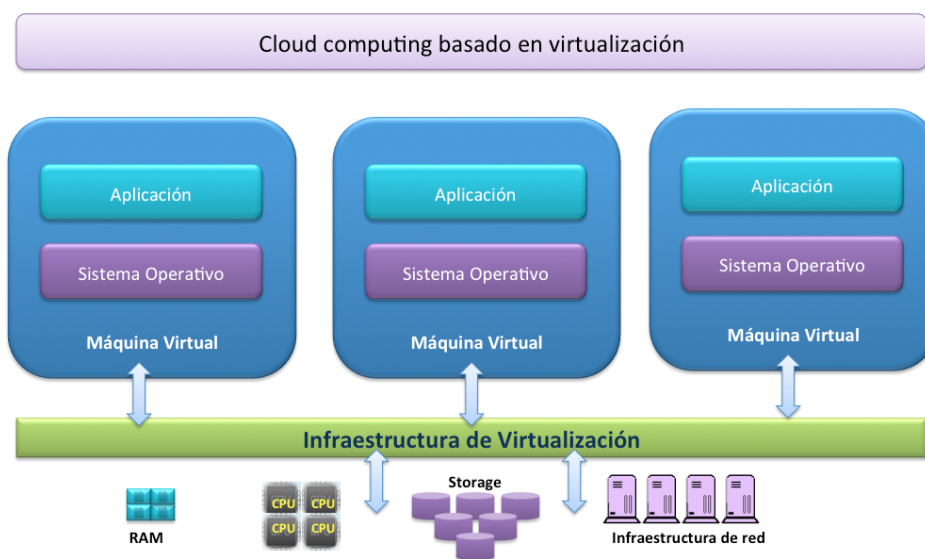 Cloud computing basado en virtualización
Aplicación
Sistema Operativo
Máquina Virtual
Aplicación
Sistema Operativo
Máquina Virtual
Aplicación
Sistema Operativo
Máquina Virtual
Infraestructura de Virtualización
RAM
CPU CPU
CPU CPU
Storage
Infraestructura de red